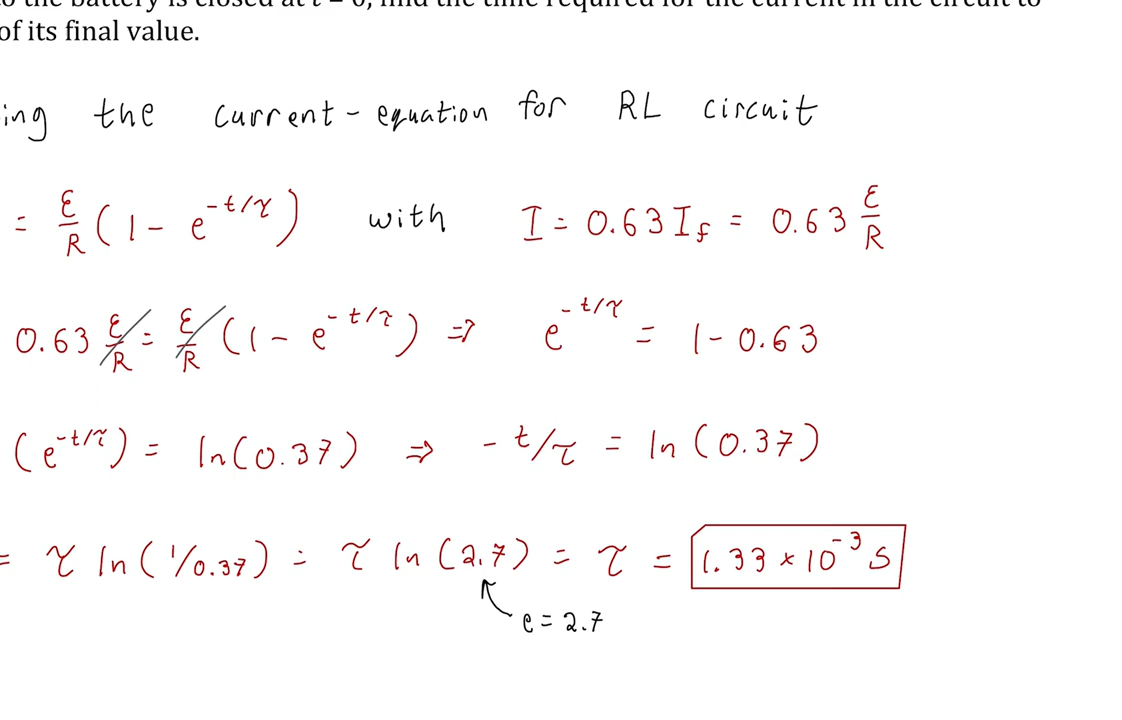 the battery is closed at t = 0, find the time required for the current in the circuit to
of its final value.
ing the current-equation for RL circuit
= ε/R (1 - e^{-t/τ}) with I = 0.63 I_f = 0.63 ε/R
0.63 ε/R = ε/R (1 - e^{-t/τ}) ⇒ e^{-t/τ} = 1 - 0.63
(e^{-t/τ}) = ln(0.37) ⇒ -t/τ = ln(0.37)
= τ ln(1/0.37) = τ ln(2.7) = τ = 1.33 × 10^{-3} s
e = 2.7